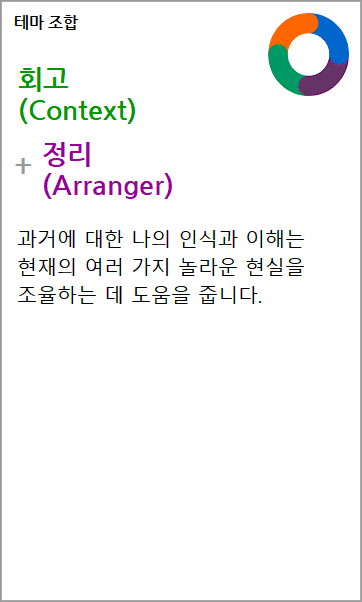 테마 조합
회고
(Context)
+ 정리
(Arranger)
과거에 대한 나의 인식과 이해는
현재의 여러 가지 놀라운 현실을
조율하는 데 도움을 줍니다.